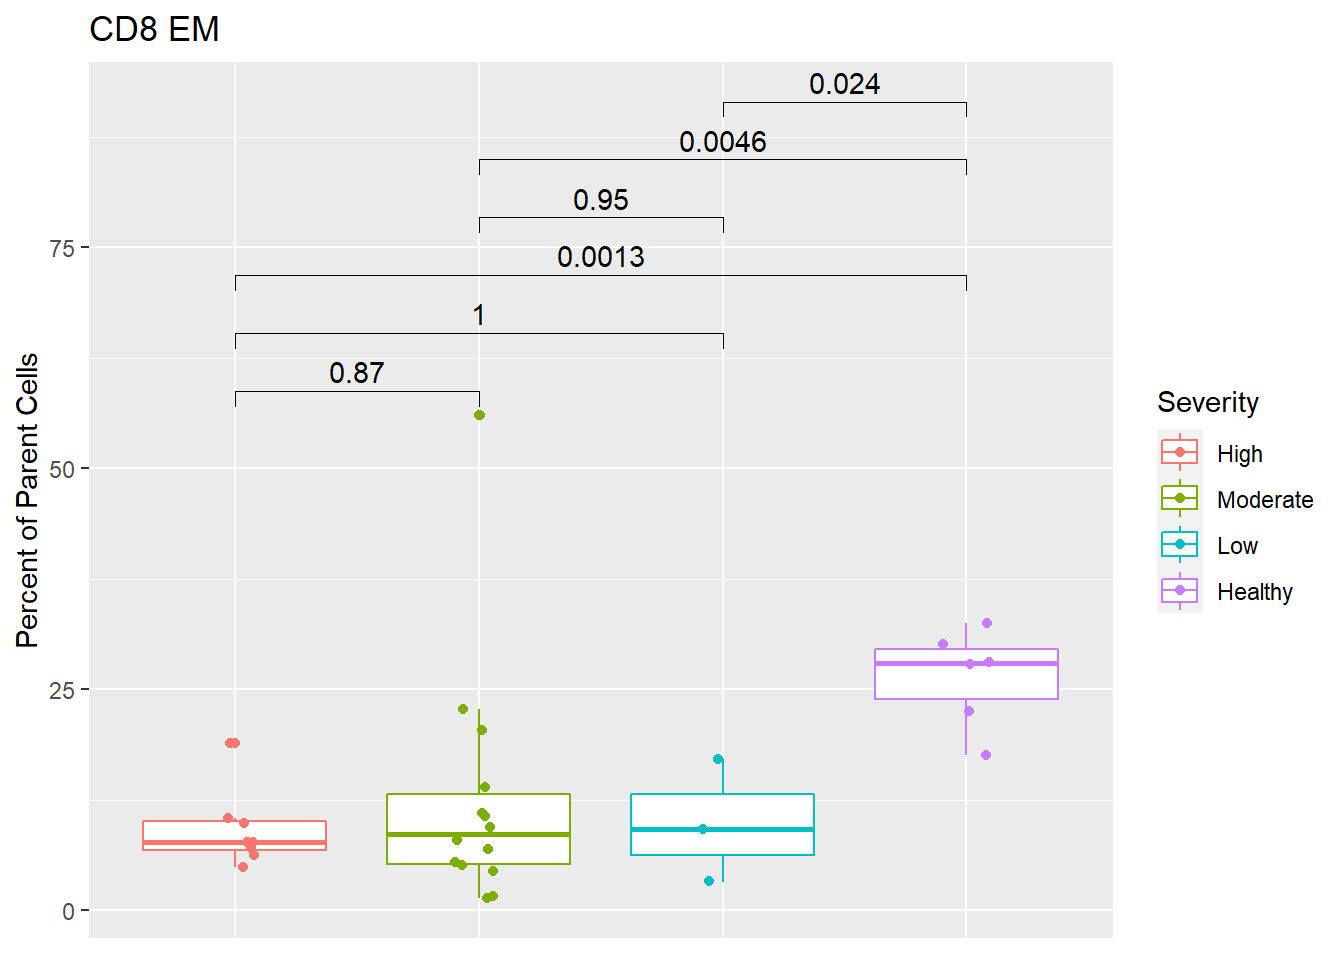 CD8 EM
0.024
0.0046
0.95
0.0013
1
0.87
75
50
25
0
Percent of Parent Cells
Severity
High
Moderate
Low
Healthy